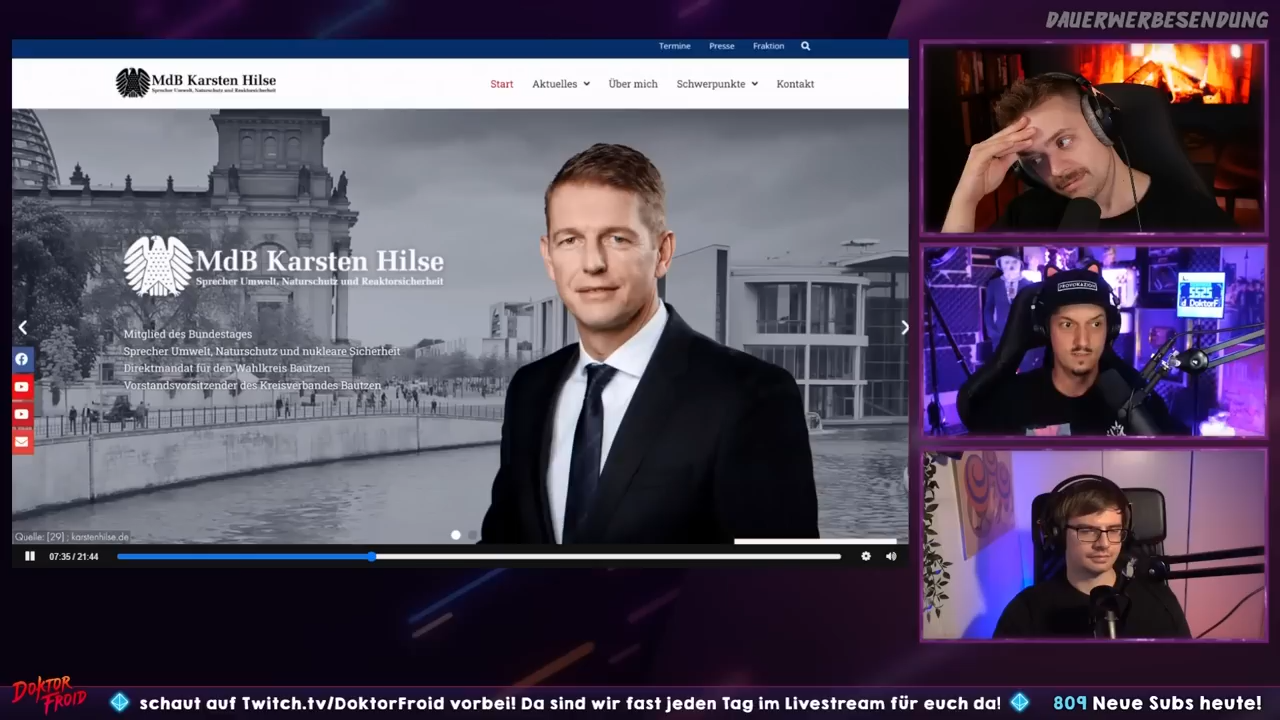 DAUERWERBESENDUNG
Termine Presse Fraktion
MdB Karsten Hilse
Sprecher Umwelt, Naturschutz und Reaktorsicherheit
Start Aktuelles Über mich Schwerpunkte Kontakt
MdB Karsten Hilse
Sprecher Umwelt, Naturschutz und Reaktorsicherheit
Mitglied des Bundestages
Sprecher Umwelt, Naturschutz und nukleare Sicherheit
Direktmandat für den Wahlkreis Bautzen
Vorstandsvorsitzender des Kreisverbandes Bautzen
PROVOKAZIOV
Quelle: [29] : karstenhilse.de
07:35 / 21:44
DOKTOR
FROID
schaut auf Twitch.tv/DoktorFroid vorbei! Da sind wir fast jeden Tag im Livestream für euch da!
809 Neue Subs heute!